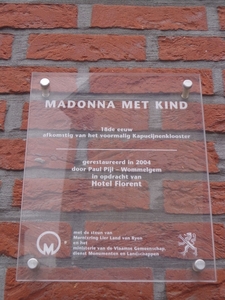 MADONNA MET KIND
16de eeuw
afkomstig van het voormalig Kapucijnenklooster
gerestaureerd in 2004
door Paul Pijl - Wommelgem
in opdracht van
Hotel Florent
met de steun van
Marnixring Lier Land van Ryen
en het
ministerie van de Vlaamse Gemeenschap,
dienst Monumenten en Landschappen